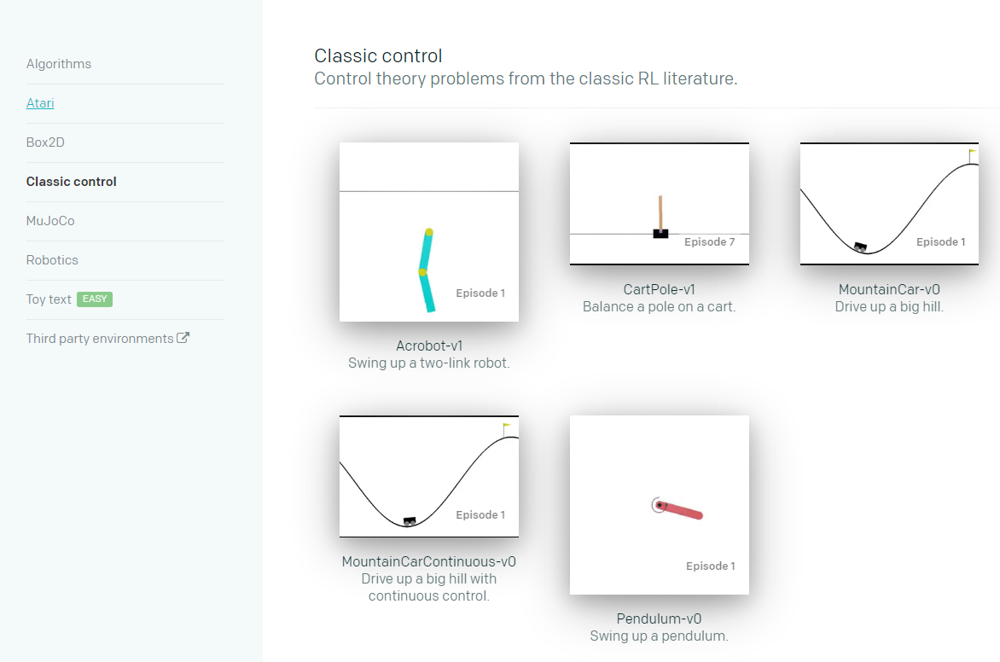 Algorithms
Atari
Box2D
Classic control
MuJoCo
Robotics
Toy text EASY
Third party environments
Classic control
Control theory problems from the classic RL literature.
Episode 1
Acrobot-v1
Swing up a two-link robot.
Episode 7
CartPole-v1
Balance a pole on a cart.
Episode 1
MountainCar-v0
Drive up a big hill.
Episode 1
MountainCarContinuous-v0
Drive up a big hill with
continuous control.
Episode 1
Pendulum-v0
Swing up a pendulum.